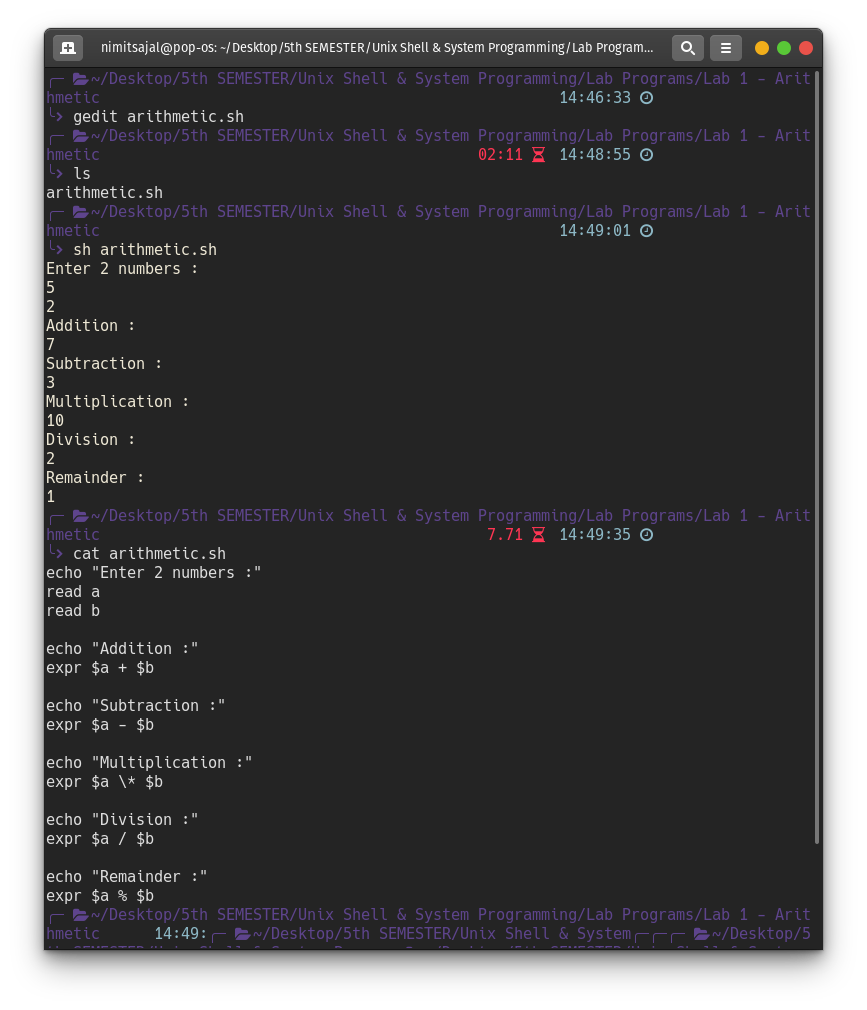 nimitsajal@pop-os: ~/Desktop/5th SEMESTER/Unix Shell & System Programming/Lab Program...
~/Desktop/5th SEMESTER/Unix Shell & System Programming/Lab Programs/Lab 1 - Arit
hmetic 14:46:33
gedit arithmetic.sh
~/Desktop/5th SEMESTER/Unix Shell & System Programming/Lab Programs/Lab 1 - Arit
hmetic 02:11 14:48:55
ls
arithmetic.sh
~/Desktop/5th SEMESTER/Unix Shell & System Programming/Lab Programs/Lab 1 - Arit
hmetic 14:49:01
sh arithmetic.sh
Enter 2 numbers :
5
2
Addition :
7
Subtraction :
3
Multiplication :
10
Division :
2
Remainder :
1
~/Desktop/5th SEMESTER/Unix Shell & System Programming/Lab Programs/Lab 1 - Arit
hmetic 7.71 14:49:35
cat arithmetic.sh
echo "Enter 2 numbers :"
read a
read b
echo "Addition :"
expr $a + $b
echo "Subtraction :"
expr $a - $b
echo "Multiplication :"
expr $a \* $b
echo "Division :"
expr $a / $b
echo "Remainder :"
expr $a % $b
~/Desktop/5th SEMESTER/Unix Shell & System Programming/Lab Programs/Lab 1 - Arit
hmetic 14:49: ~/Desktop/5th SEMESTER/Unix Shell & System ~/Desktop/5